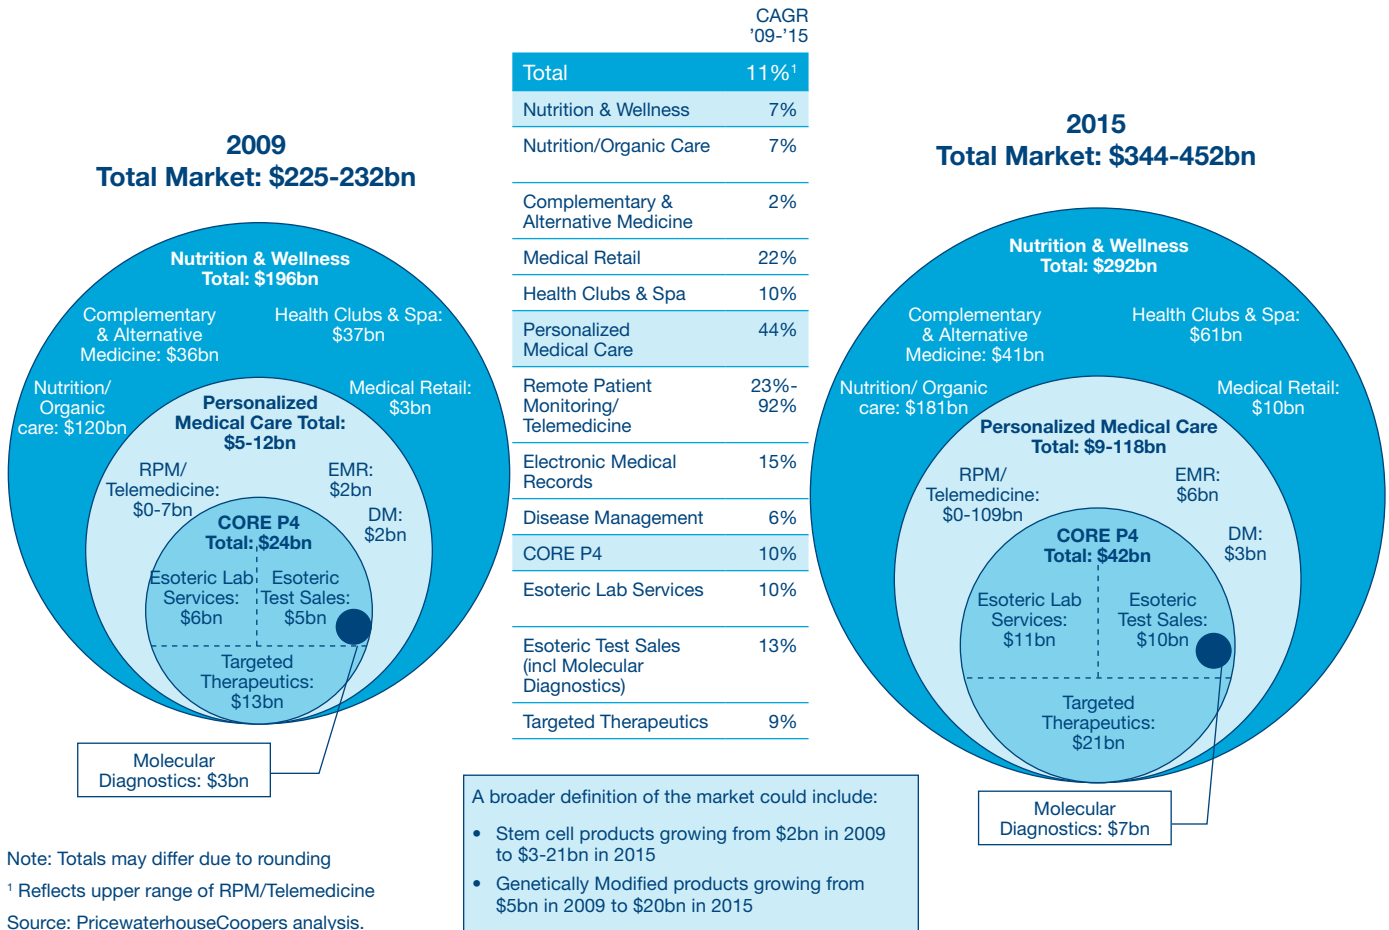 2009
Total Market: $225-232bn
Nutrition & Wellness
Total: $196bn
Complementary
& Alternative
Medicine: $36bn
Health Clubs & Spa:
$37bn
Nutrition/
Organic
care: $120bn
Medical Retail:
$3bn
Personalized
Medical Care Total:
$5-12bn
RPM/
Telemedicine:
$0-7bn
EMR:
$2bn
DM:
$2bn
CORE P4
Total: $24bn
Esoteric Lab
Services:
$6bn
Esoteric
Test Sales:
$5bn
Targeted
Therapeutics:
$13bn
Molecular
Diagnostics: $3bn
CAGR
’09-’15
Total 11%¹
Nutrition & Wellness 7%
Nutrition/Organic Care 7%
Complementary & 2%
Alternative Medicine
Medical Retail 22%
Health Clubs & Spa 10%
Personalized 44%
Medical Care
Remote Patient 23%-
Monitoring/ 92%
Telemedicine
Electronic Medical 15%
Records
Disease Management 6%
CORE P4 10%
Esoteric Lab Services 10%
Esoteric Test Sales 13%
(incl Molecular
Diagnostics)
Targeted Therapeutics 9%
2015
Total Market: $344-452bn
Nutrition & Wellness
Total: $292bn
Complementary
& Alternative
Medicine: $41bn
Health Clubs & Spa:
$61bn
Nutrition/ Organic
care: $181bn
Medical Retail:
$10bn
Personalized Medical Care
Total: $9-118bn
RPM/
Telemedicine:
$0-109bn
EMR:
$6bn
DM:
$3bn
CORE P4
Total: $42bn
Esoteric Lab
Services:
$11bn
Esoteric
Test Sales:
$10bn
Targeted
Therapeutics:
$21bn
Molecular
Diagnostics: $7bn
A broader definition of the market could include:
• Stem cell products growing from $2bn in 2009
to $3-21bn in 2015
• Genetically Modified products growing from
$5bn in 2009 to $20bn in 2015
Note: Totals may differ due to rounding
¹ Reflects upper range of RPM/Telemedicine
Source: PricewaterhouseCoopers analysis.